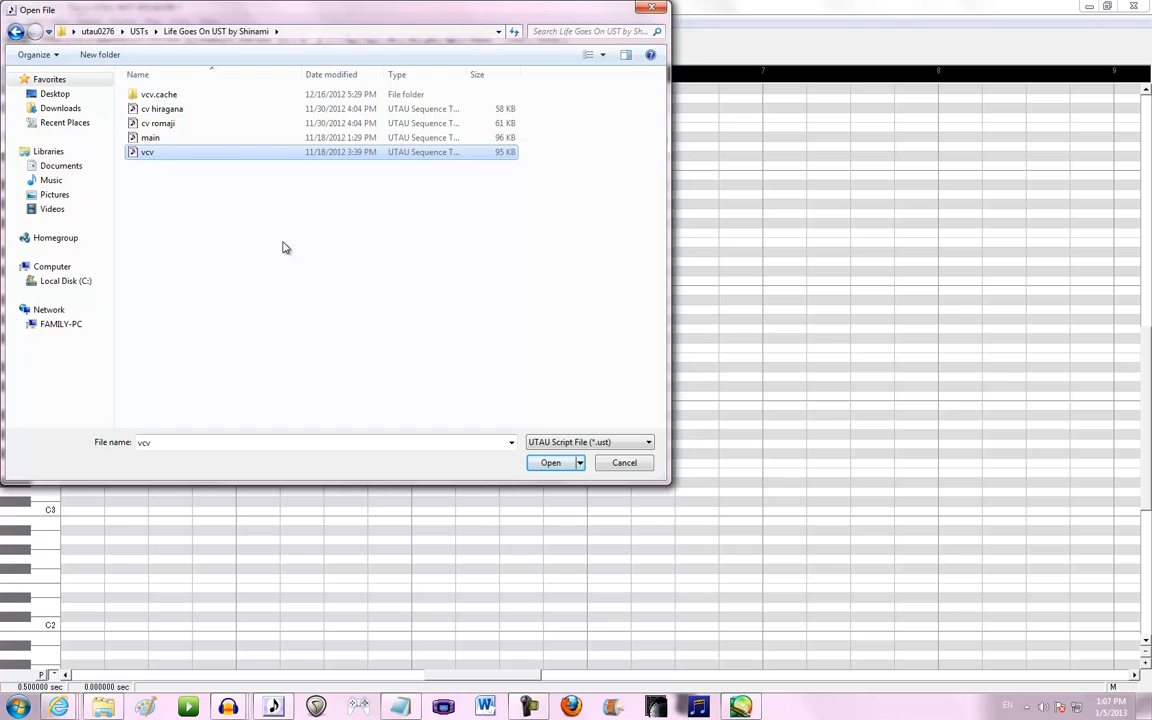 Open File
utau0276 ▸ USTs ▸ Life Goes On UST by Shinami ▸
Search Life Goes On UST by Shi...
Organize
New folder
Name
Date modified
Type
Size
Favorites
Desktop
Downloads
Recent Places
Libraries
Documents
Music
Pictures
Videos
Homegroup
Computer
Local Disk (C:)
Network
FAMILY-PC
vcv.cache 12/16/2012 5:29 PM File folder
cv hiragana 11/30/2012 4:04 PM UTAU Sequence T... 58 KB
cv romaji 11/30/2012 4:04 PM UTAU Sequence T... 61 KB
main 11/18/2012 1:29 PM UTAU Sequence T... 96 KB
vcv 11/18/2012 3:39 PM UTAU Sequence T... 95 KB
File name: vcv
UTAU Script File (*.ust)
Open
Cancel
7 8 9
C3
C2
P
0.500000 sec 0.000000 sec
M
EN
1:07 PM
1/5/2013